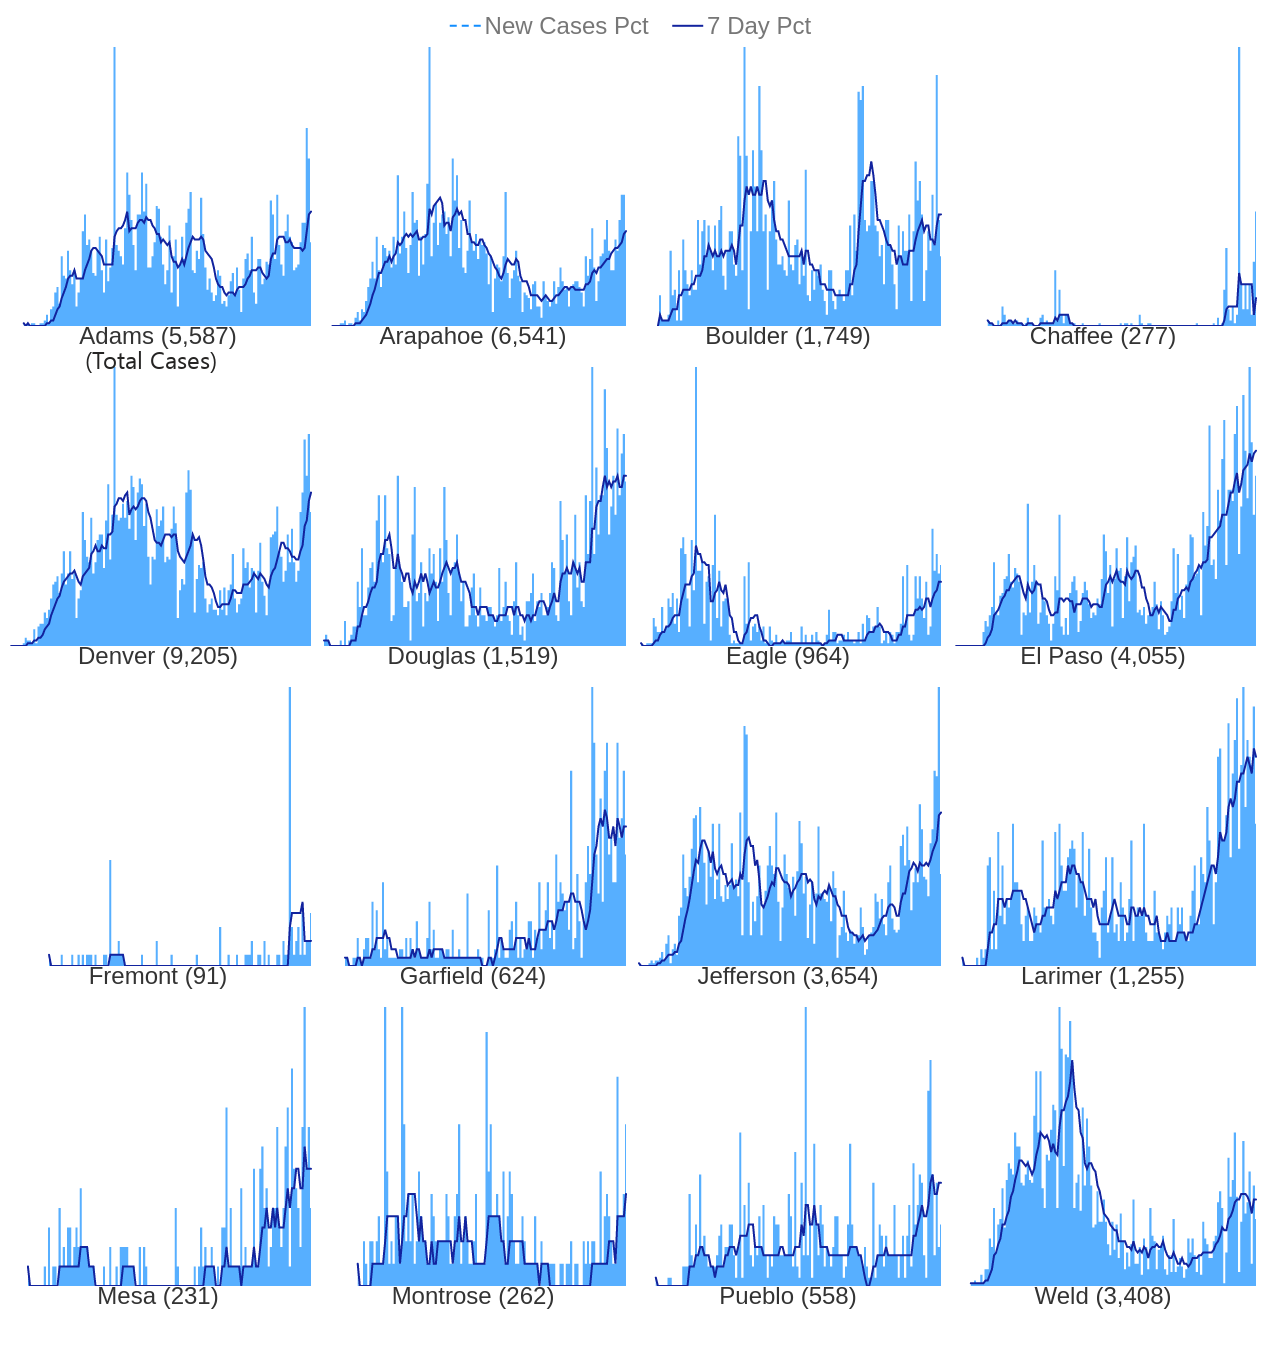 New Cases Pct 7 Day Pct
Adams (5,587) Arapahoe (6,541) Boulder (1,749) Chaffee (277)
(Total Cases)
Denver (9,205) Douglas (1,519) Eagle (964) El Paso (4,055)
Fremont (91) Garfield (624) Jefferson (3,654) Larimer (1,255)
Mesa (231) Montrose (262) Pueblo (558) Weld (3,408)